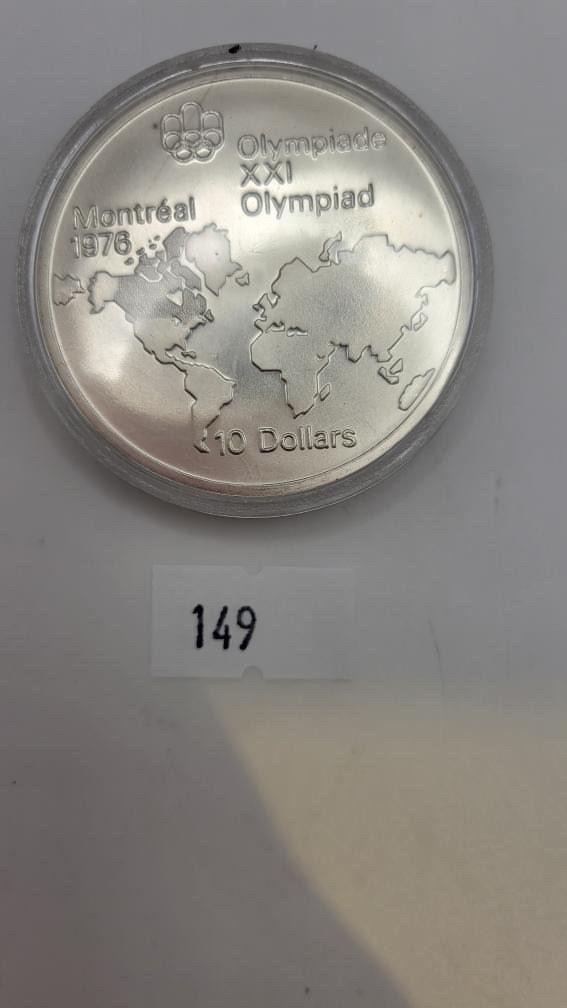 Olympiade
XXI
Olympiad
Montréal
1976
10 Dollars
149